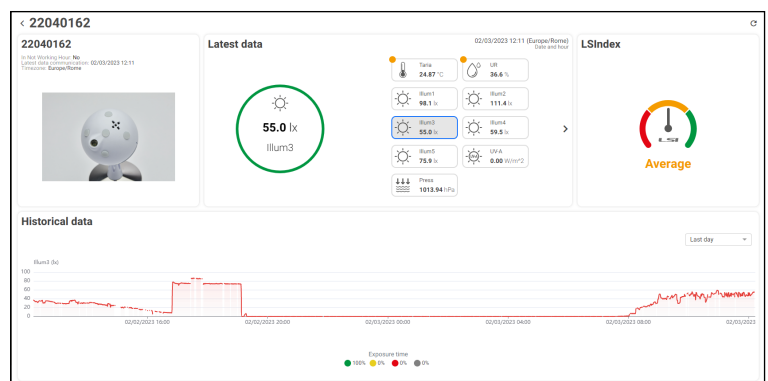 < 22040162
22040162
In Not Working Hour: No
Latest data communication: 02/03/2023 12:11
Timezone: Europe/Rome
Latest data
02/03/2023 12:11 (Europe/Rome)
Date and hour
55.0 lx
Illum3
Taria
24.87 °C
UR
36.6 %
Illum1
98.1 lx
Illum2
111.4 lx
Illum3
55.0 lx
Illum4
59.5 lx
Illum5
75.9 lx
UV-A
0.00 W/m^2
Press
1013.94 hPa
>
LSIndex
Average
Historical data
Last day
Illum3 (lx)
100
80
60
40
20
0
02/02/2023 16:00
02/02/2023 20:00
02/03/2023 00:00
02/03/2023 04:00
02/03/2023 08:00
02/03/2023
Exposure time
100% 0% 0% 0%